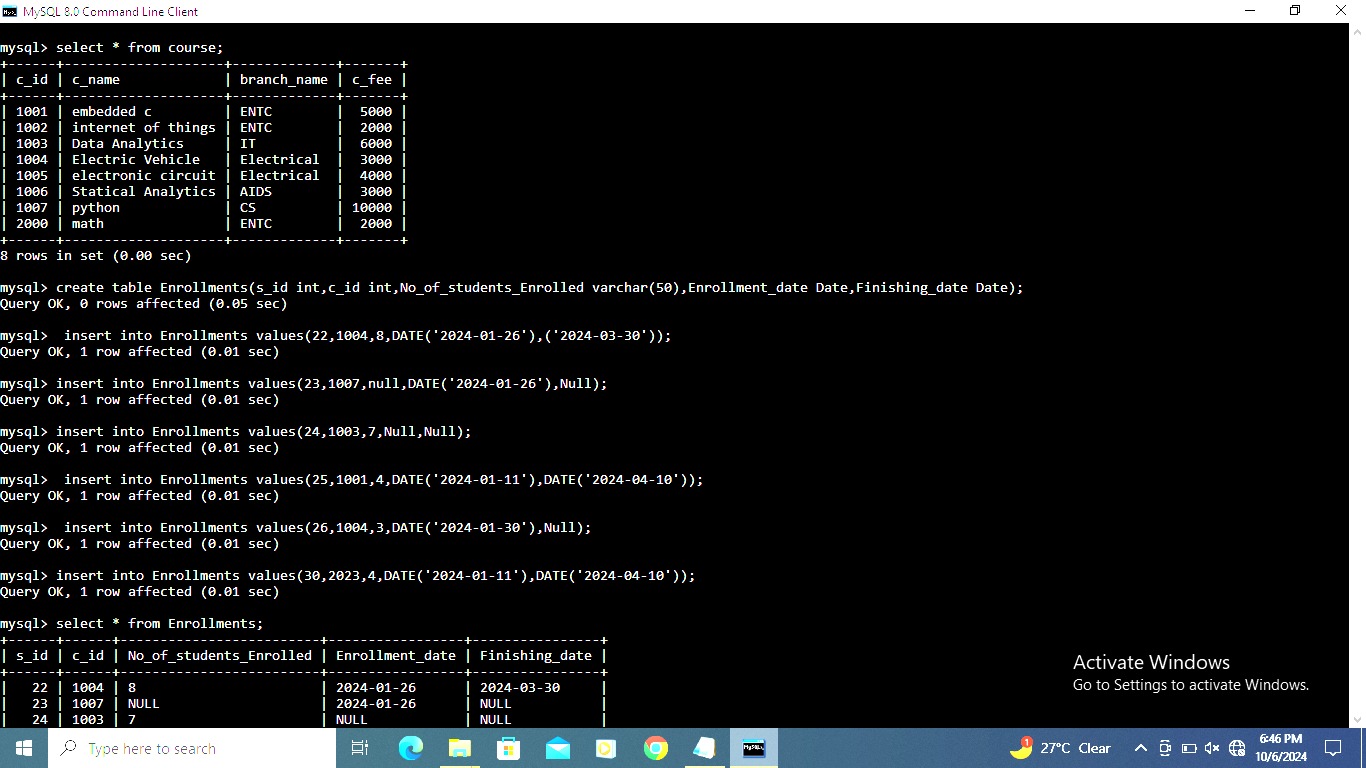 MySQL 8.0 Command Line Client
mysql> select * from course;
+------+--------------------+-------------+-------+
| c_id | c_name             | branch_name | c_fee |
+------+--------------------+-------------+-------+
| 1001 | embedded c         | ENTC        |  5000 |
| 1002 | internet of things | ENTC        |  2000 |
| 1003 | Data Analytics     | IT          |  6000 |
| 1004 | Electric Vehicle   | Electrical  |  3000 |
| 1005 | electronic circuit | Electrical  |  4000 |
| 1006 | Statical Analytics | AIDS        |  3000 |
| 1007 | python             | CS          | 10000 |
| 2000 | math               | ENTC        |  2000 |
+------+--------------------+-------------+-------+
8 rows in set (0.00 sec)
mysql> create table Enrollments(s_id int,c_id int,No_of_students_Enrolled varchar(50),Enrollment_date Date,Finishing_date Date);
Query OK, 0 rows affected (0.05 sec)
mysql>  insert into Enrollments values(22,1004,8,DATE('2024-01-26'),('2024-03-30'));
Query OK, 1 row affected (0.01 sec)
mysql> insert into Enrollments values(23,1007,null,DATE('2024-01-26'),Null);
Query OK, 1 row affected (0.01 sec)
mysql> insert into Enrollments values(24,1003,7,Null,Null);
Query OK, 1 row affected (0.01 sec)
mysql>  insert into Enrollments values(25,1001,4,DATE('2024-01-11'),DATE('2024-04-10'));
Query OK, 1 row affected (0.01 sec)
mysql>  insert into Enrollments values(26,1004,3,DATE('2024-01-30'),Null);
Query OK, 1 row affected (0.01 sec)
mysql> insert into Enrollments values(30,2023,4,DATE('2024-01-11'),DATE('2024-04-10'));
Query OK, 1 row affected (0.01 sec)
mysql> select * from Enrollments;
+------+------+-------------------------+-----------------+----------------+
| s_id | c_id | No_of_students_Enrolled | Enrollment_date | Finishing_date |
+------+------+-------------------------+-----------------+----------------+
|   22 | 1004 | 8                       | 2024-01-26      | 2024-03-30     |
|   23 | 1007 | NULL                    | 2024-01-26      | NULL           |
|   24 | 1003 | 7                       | NULL            | NULL           |
Activate Windows
Go to Settings to activate Windows.
Type here to search
1
27°C Clear
6:46 PM
10/6/2024